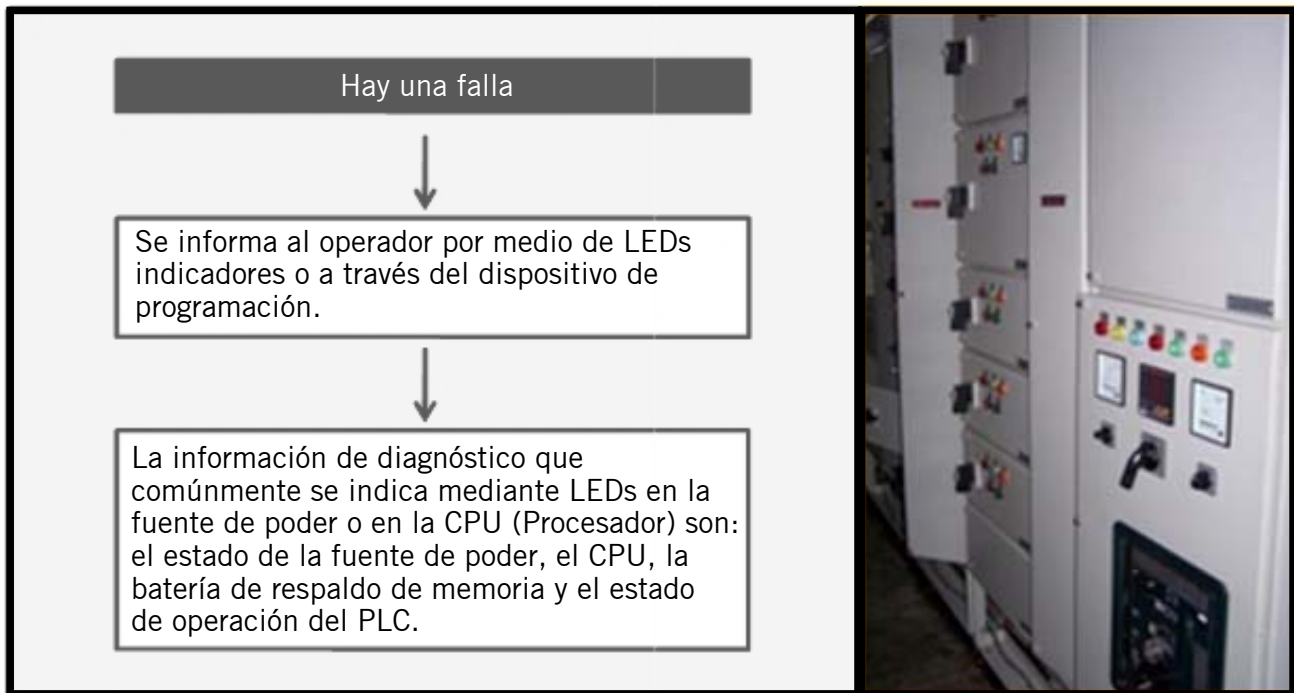 Hay una falla
Se informa al operador por medio de LEDs
indicadores o a través del dispositivo de
programación.
La información de diagnóstico que
comúnmente se indica mediante LEDs en la
fuente de poder o en la CPU (Procesador) son:
el estado de la fuente de poder, el CPU, la
batería de respaldo de memoria y el estado
de operación del PLC.